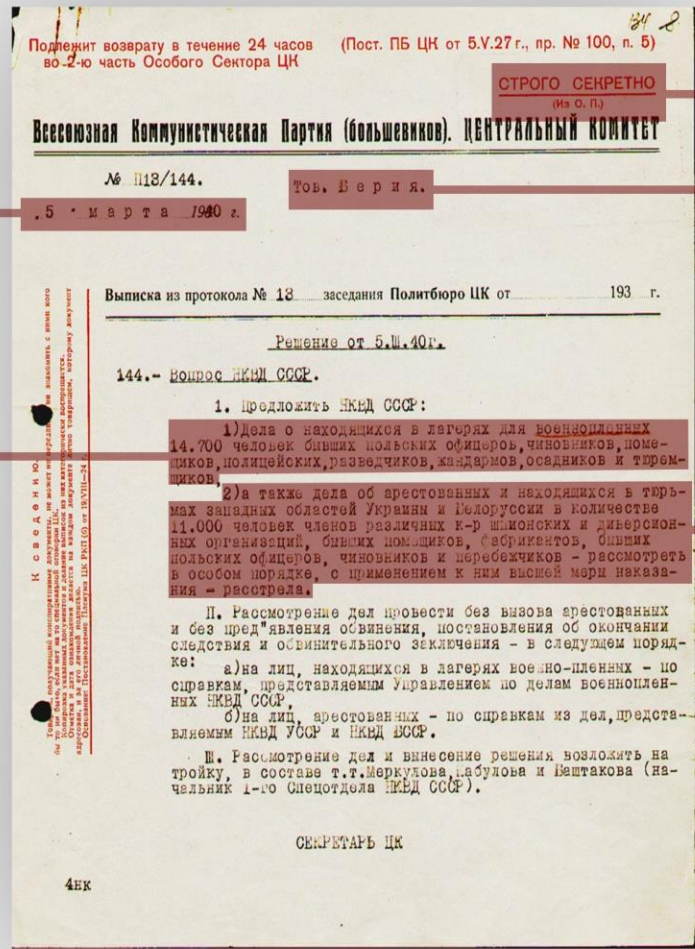 Подлежит возврату в течение 24 часов
во 2-ю часть Особого Сектора ЦК
(Пост. ПБ ЦК от 5.V.27 г., пр. № 100, п. 5)
СТРОГО СЕКРЕТНО
(Из О. П.)
Всесоюзная Коммунистическая Партия (большевиков). ЦЕНТРАЛЬНЫЙ КОМИТЕТ
№ П13/144.
Тов. Берия.
5 марта 1940 г.
Выписка из протокола № 13 заседания Политбюро ЦК от 193 г.
Решение от 5.Ш.40г.
144.- Вопрос НКВД СССР.
1. Предложить НКВД СССР:
1)Дела о находящихся в лагерях для военнопленных
14.700 человек бывших польских офицеров, чиновников, поме-
щиков, полицейских, разведчиков, жандармов, осадников и тюрем-
щиков,
2)а также дела об арестованных и находящихся в тюрь-
мах западных областей Украины и Белоруссии в количестве
11.000 человек членов различных к-р шпионских и диверсион-
ных организаций, бывших помещиков, фабрикантов, бывших
польских офицеров, чиновников и перебежчиков - рассмотреть
в особом порядке, с применением к ним высшей меры наказа-
ния - расстрела.
П. Рассмотрение дел провести без вызова арестованных
и без пред"явления обвинения, постановления об окончании
следствия и обвинительного заключения - в следующем поряд-
ке:
а)на лиц, находящихся в лагерях военно-пленных - по
справкам, представляемым Управлением по делам военноплен-
ных НКВД СССР,
б)на лиц, арестованных - по справкам из дел, предста-
вляемым НКВД УССР и НКВД БССР.
Ш. Рассмотрение дел и вынесение решения возложить на
тройку, в составе т.т.Меркулова, Кабулова и Баштакова (на-
чальник 1-го Спецотдела НКВД СССР).
СЕКРЕТАРЬ ЦК
4нк
К сведению.